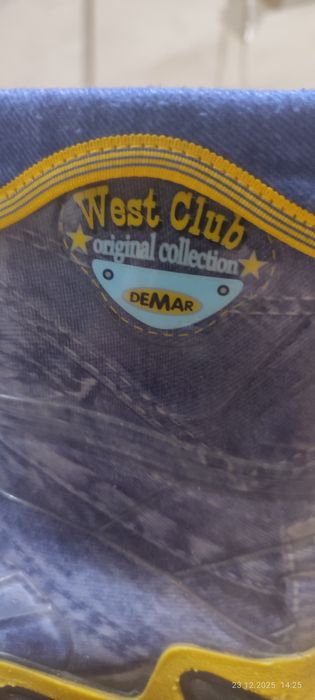 West Club
original collection
DEMAR
23.12.2025 14:25